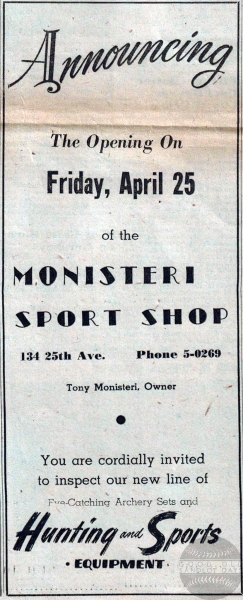 Announcing
The Opening On
Friday, April 25
of the
MONISTERI
SPORT SHOP
134 25th Ave. Phone 5-0269
Tony Monisteri, Owner
You are cordially invited
to inspect our new line of
Eye-Catching Archery Sets and
Hunting and Sports
• EQUIPMENT •